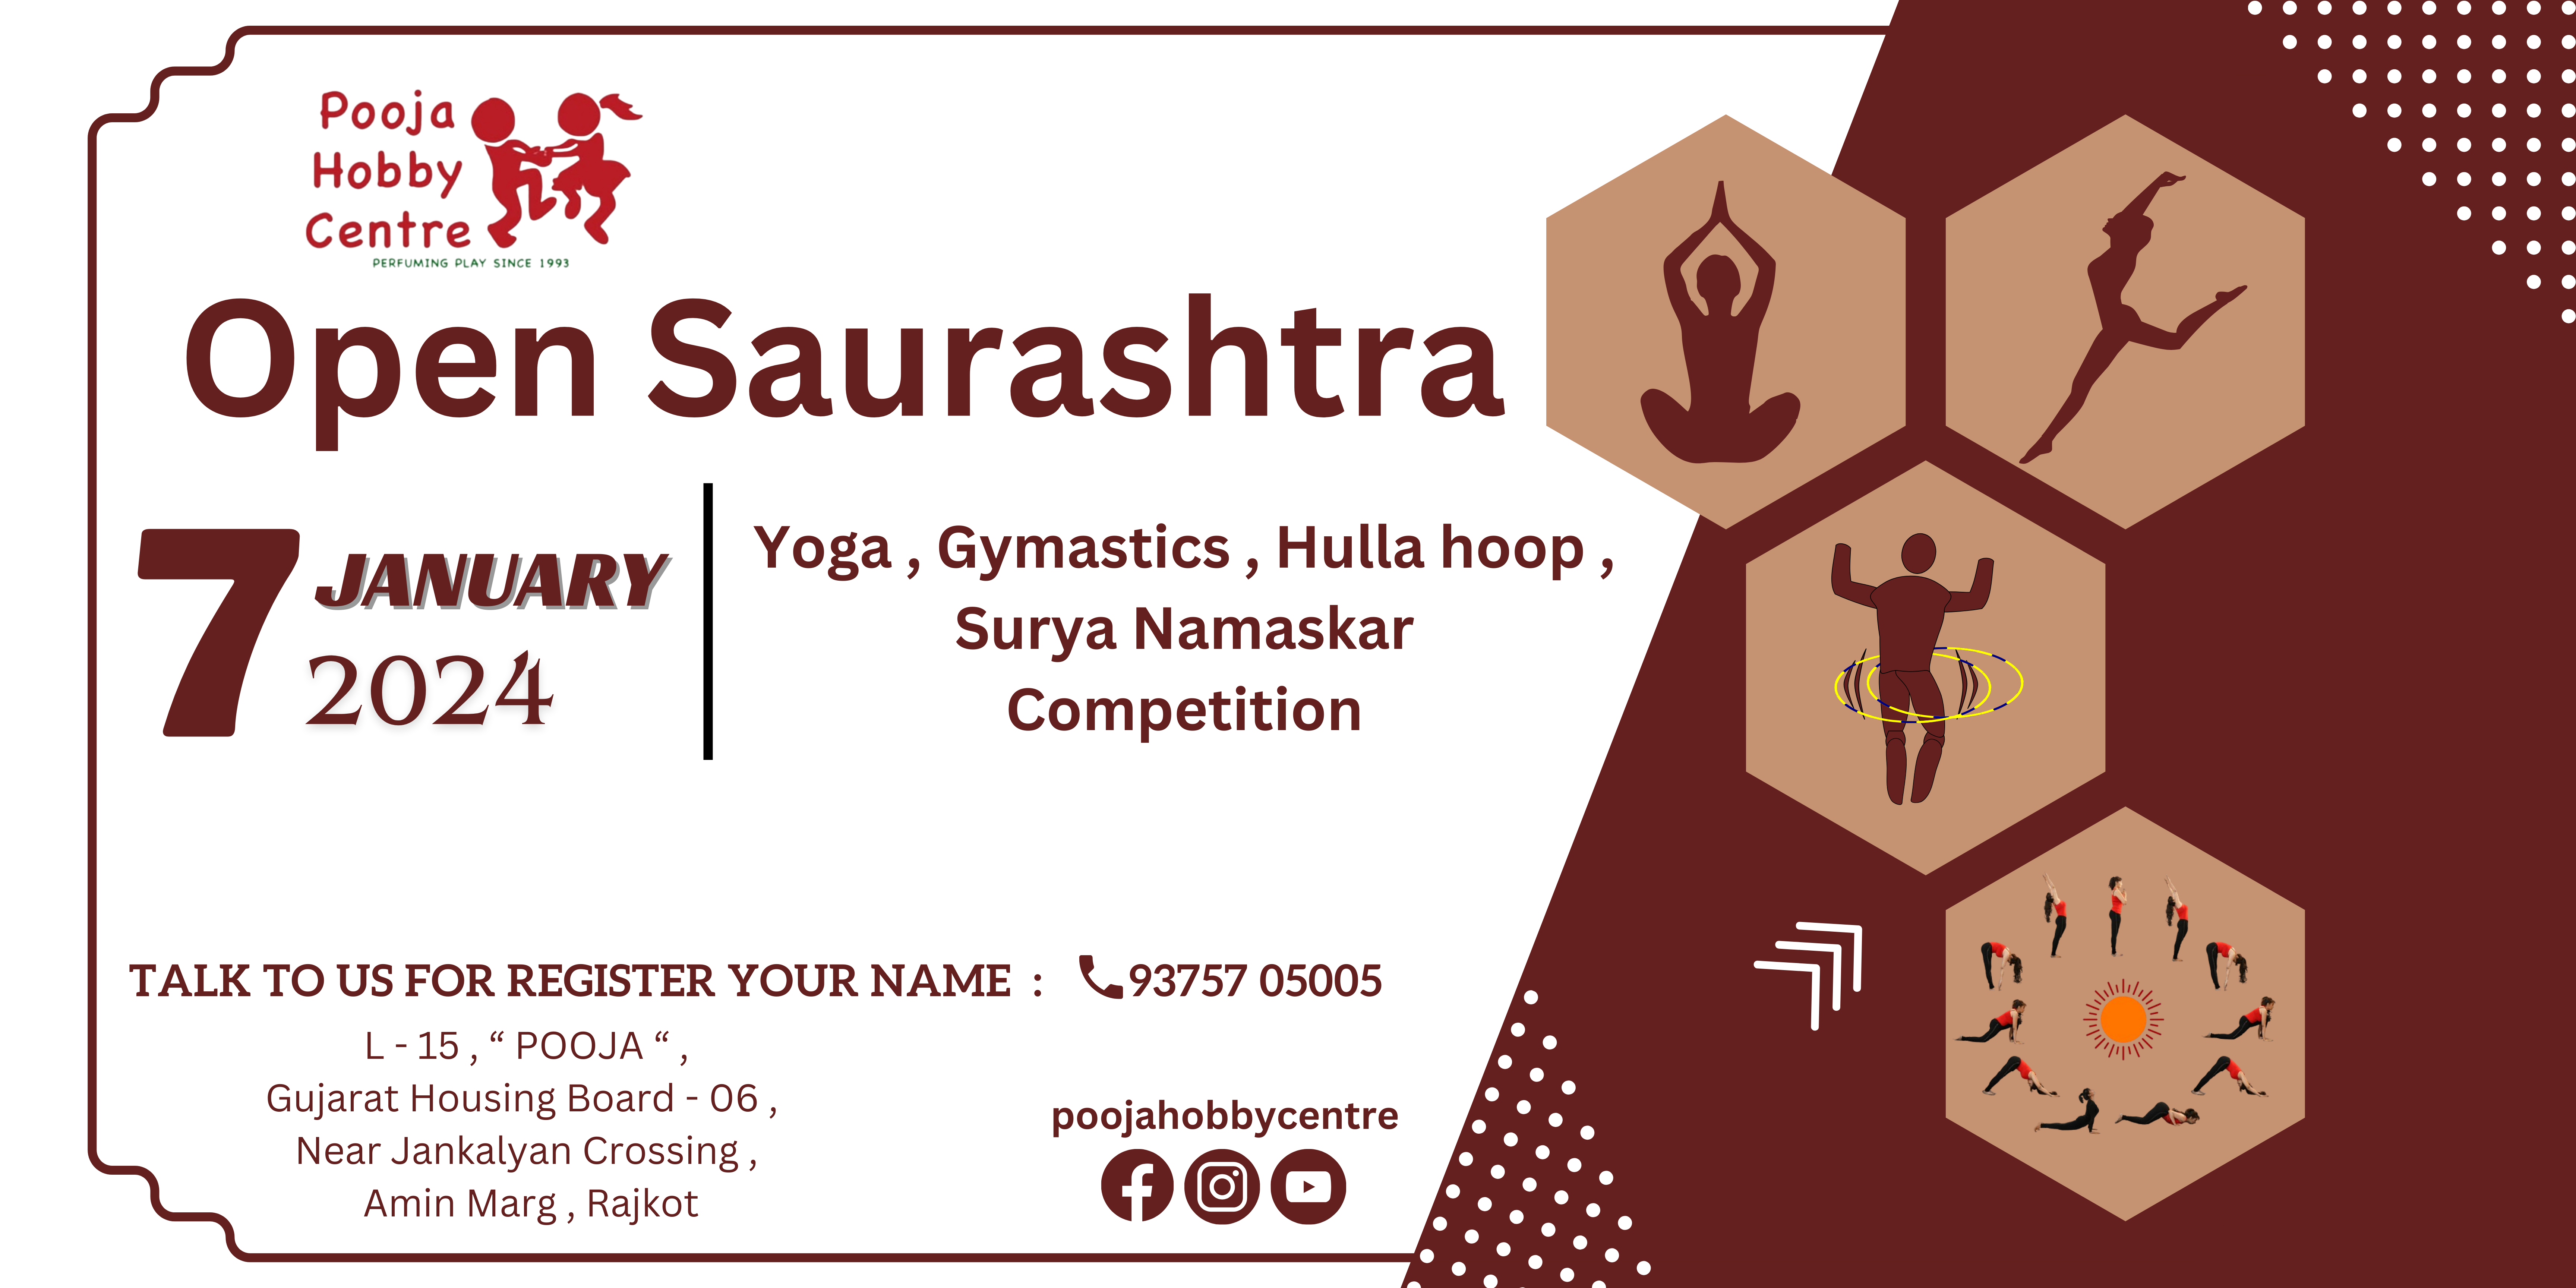 Pooja
Hobby
Centre
PERFUMING PLAY SINCE 1993
Open Saurashtra
7 JANUARY
2024
Yoga , Gymastics , Hulla hoop ,
Surya Namaskar
Competition
TALK TO US FOR REGISTER YOUR NAME : 93757 05005
L - 15 , “ POOJA “ ,
Gujarat Housing Board - 06 ,
Near Jankalyan Crossing ,
Amin Marg , Rajkot
poojahobbycentre